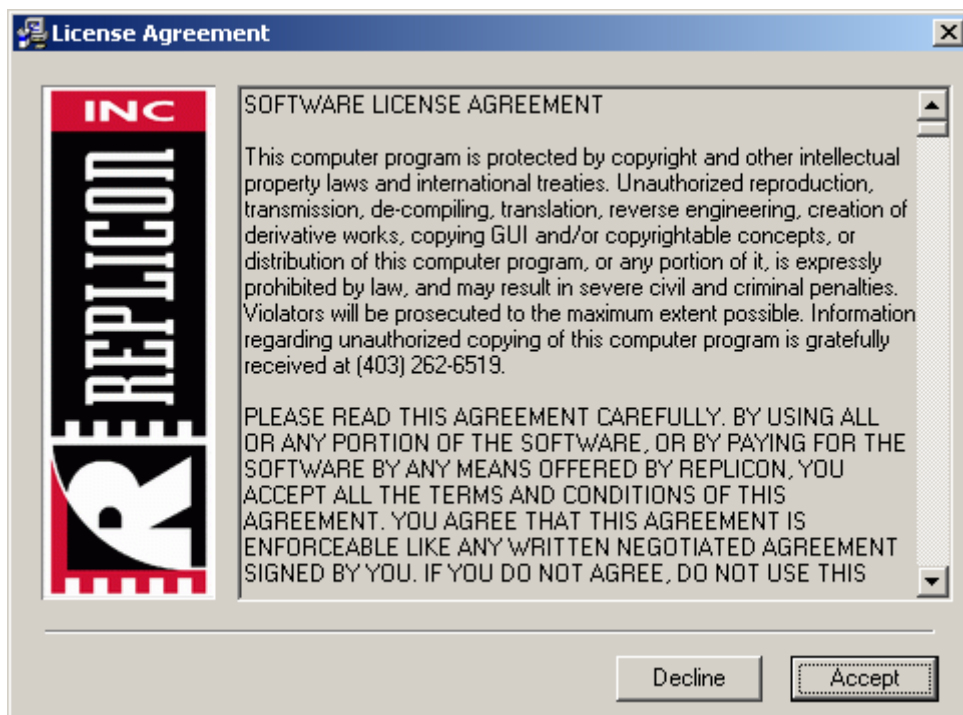 License Agreement
INC
REPLICON
R
SOFTWARE LICENSE AGREEMENT
This computer program is protected by copyright and other intellectual
property laws and international treaties. Unauthorized reproduction,
transmission, de-compiling, translation, reverse engineering, creation of
derivative works, copying GUI and/or copyrightable concepts, or
distribution of this computer program, or any portion of it, is expressly
prohibited by law, and may result in severe civil and criminal penalties.
Violators will be prosecuted to the maximum extent possible. Information
regarding unauthorized copying of this computer program is gratefully
received at (403) 262-6519.
PLEASE READ THIS AGREEMENT CAREFULLY. BY USING ALL
OR ANY PORTION OF THE SOFTWARE, OR BY PAYING FOR THE
SOFTWARE BY ANY MEANS OFFERED BY REPLICON, YOU
ACCEPT ALL THE TERMS AND CONDITIONS OF THIS
AGREEMENT. YOU AGREE THAT THIS AGREEMENT IS
ENFORCEABLE LIKE ANY WRITTEN NEGOTIATED AGREEMENT
SIGNED BY YOU. IF YOU DO NOT AGREE, DO NOT USE THIS
Decline
Accept